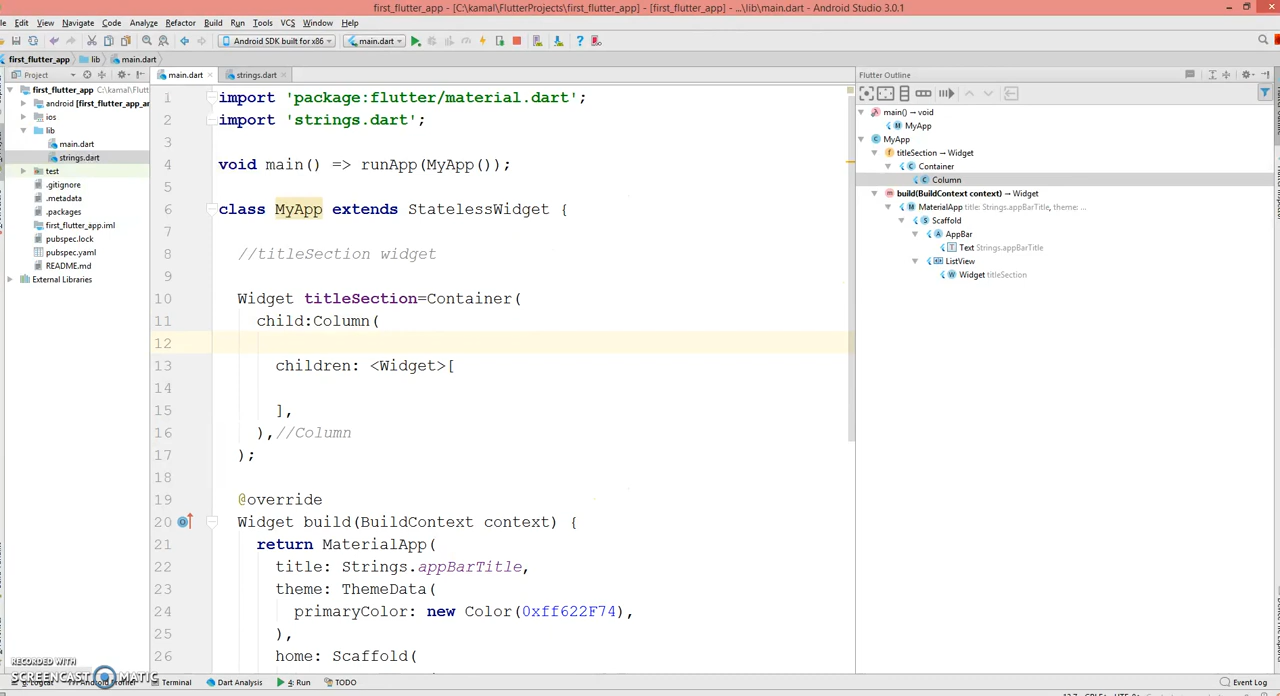 first_flutter_app - [C:\kamal\FlutterProjects\first_flutter_app] - [first_flutter_app] - ...\lib\main.dart - Android Studio 3.0.1
Edit View Navigate Code Analyze Refactor Build Run Tools VCS Window Help
Android SDK built for x86 main.dart
first_flutter_app lib main.dart
Project
main.dart strings.dart
Flutter Outline
first_flutter_app C:\kamal\Flutte
android [first_flutter_app_an
ios
lib
main.dart
strings.dart
test
.gitignore
.metadata
.packages
first_flutter_app.iml
pubspec.lock
pubspec.yaml
README.md
External Libraries
1 import 'package:flutter/material.dart';
2 import 'strings.dart';
3
4 void main() => runApp(MyApp());
5
6 class MyApp extends StatelessWidget {
7
8 //titleSection widget
9
10 Widget titleSection=Container(
11 child:Column(
12
13 children: <Widget>[
14
15 ],
16 ),//Column
17 );
18
19 @override
20 Widget build(BuildContext context) {
21 return MaterialApp(
22 title: Strings.appBarTitle,
23 theme: ThemeData(
24 primaryColor: new Color(0xff622F74),
25 ),
26 home: Scaffold(
main() → void
MyApp
MyApp
titleSection → Widget
Container
Column
build(BuildContext context) → Widget
MaterialApp title: Strings.appBarTitle, theme: ...
Scaffold
AppBar
Text Strings.appBarTitle
ListView
Widget titleSection
RECORDED WITH
SCREENCAST MATIC
Terminal Dart Analysis 4: Run TODO
Event Log